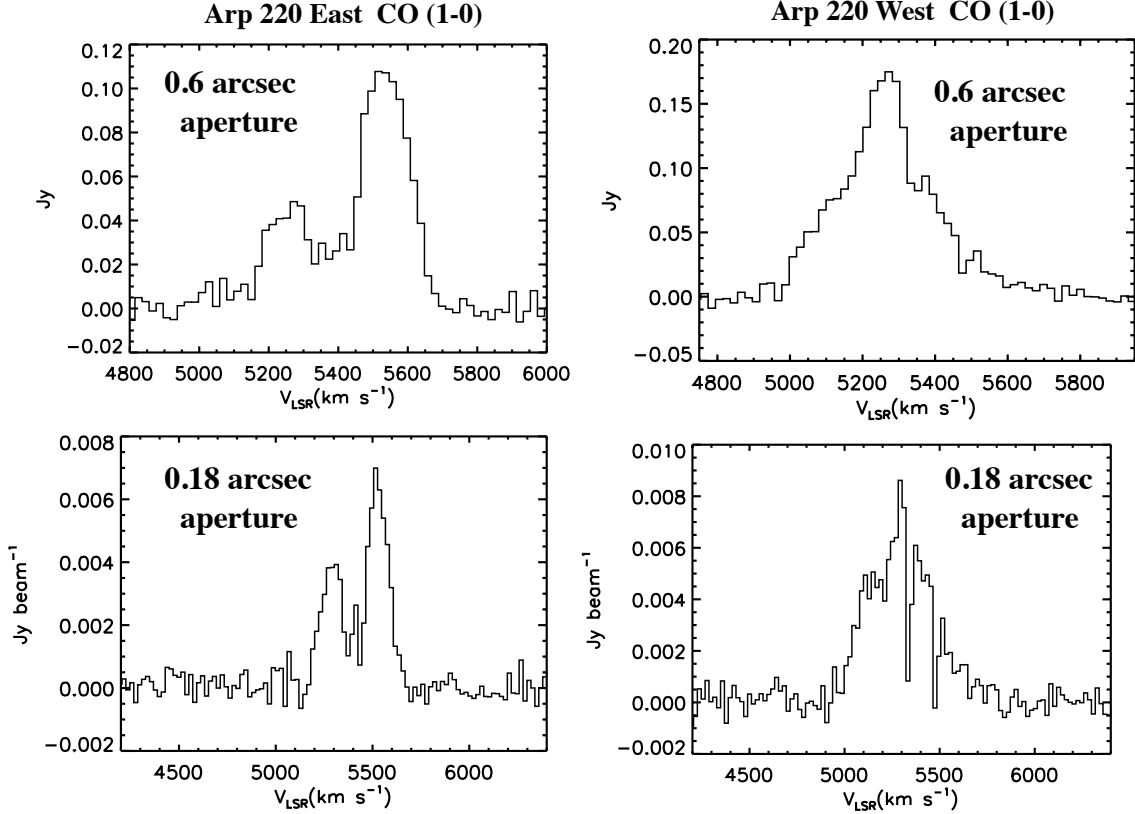 Arp 220 East CO (1-0)
0.12
0.10
0.08
0.06
0.04
0.02
0.00
−0.02
Jy
0.6 arcsec
aperture
4800 5000 5200 5400 5600 5800 6000
V_LSR(km s⁻¹)
Arp 220 West CO (1-0)
0.20
0.15
0.10
0.05
0.00
−0.05
Jy
0.6 arcsec
aperture
4800 5000 5200 5400 5600 5800
V_LSR(km s⁻¹)
0.008
0.006
0.004
0.002
0.000
−0.002
Jy beam⁻¹
0.18 arcsec
aperture
4500 5000 5500 6000
V_LSR(km s⁻¹)
0.010
0.008
0.006
0.004
0.002
0.000
−0.002
Jy beam⁻¹
0.18 arcsec
aperture
4500 5000 5500 6000
V_LSR(km s⁻¹)